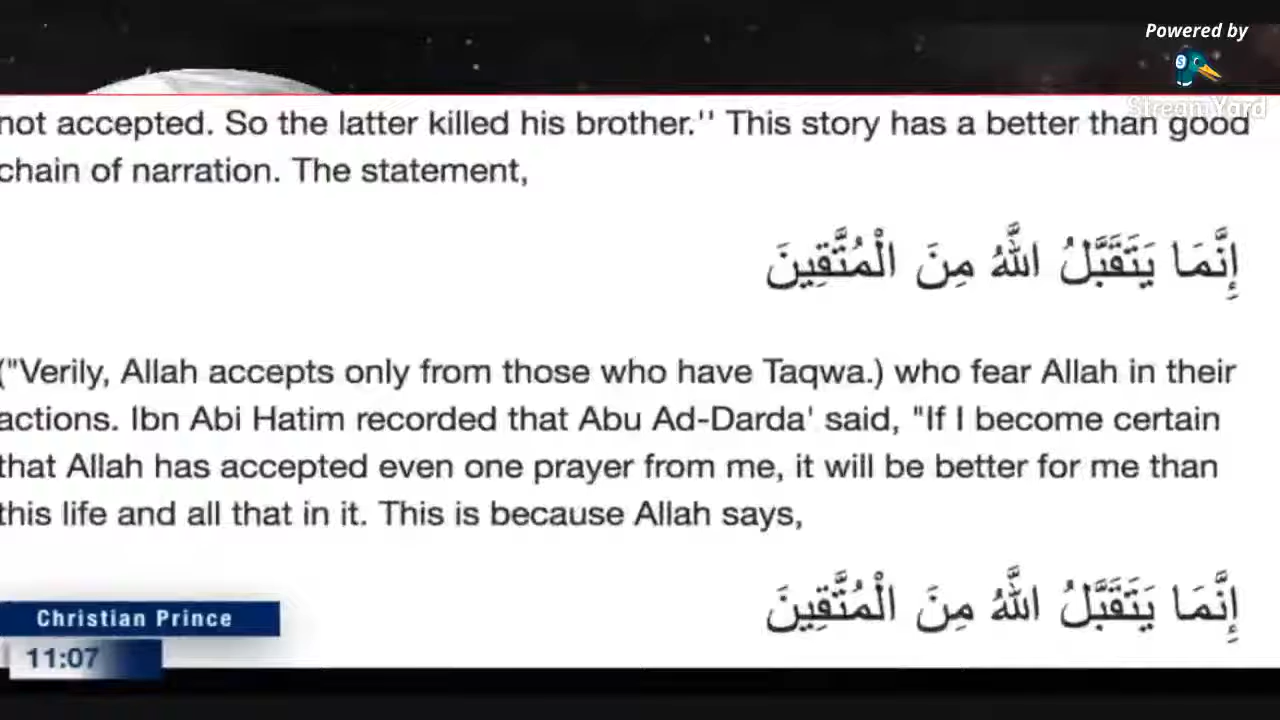 Powered by
StreamYard
not accepted. So the latter killed his brother.'' This story has a better than good
chain of narration. The statement,
إِنَّمَا يَتَقَبَّلُ اللَّهُ مِنَ الْمُتَّقِينَ
("Verily, Allah accepts only from those who have Taqwa.) who fear Allah in their
actions. Ibn Abi Hatim recorded that Abu Ad-Darda' said, "If I become certain
that Allah has accepted even one prayer from me, it will be better for me than
this life and all that in it. This is because Allah says,
إِنَّمَا يَتَقَبَّلُ اللَّهُ مِنَ الْمُتَّقِينَ
Christian Prince
11:07